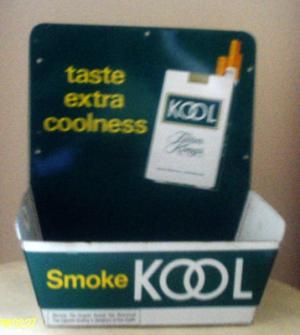 taste
extra
coolness
KOOL
Filter
Kings
Smoke KOOL